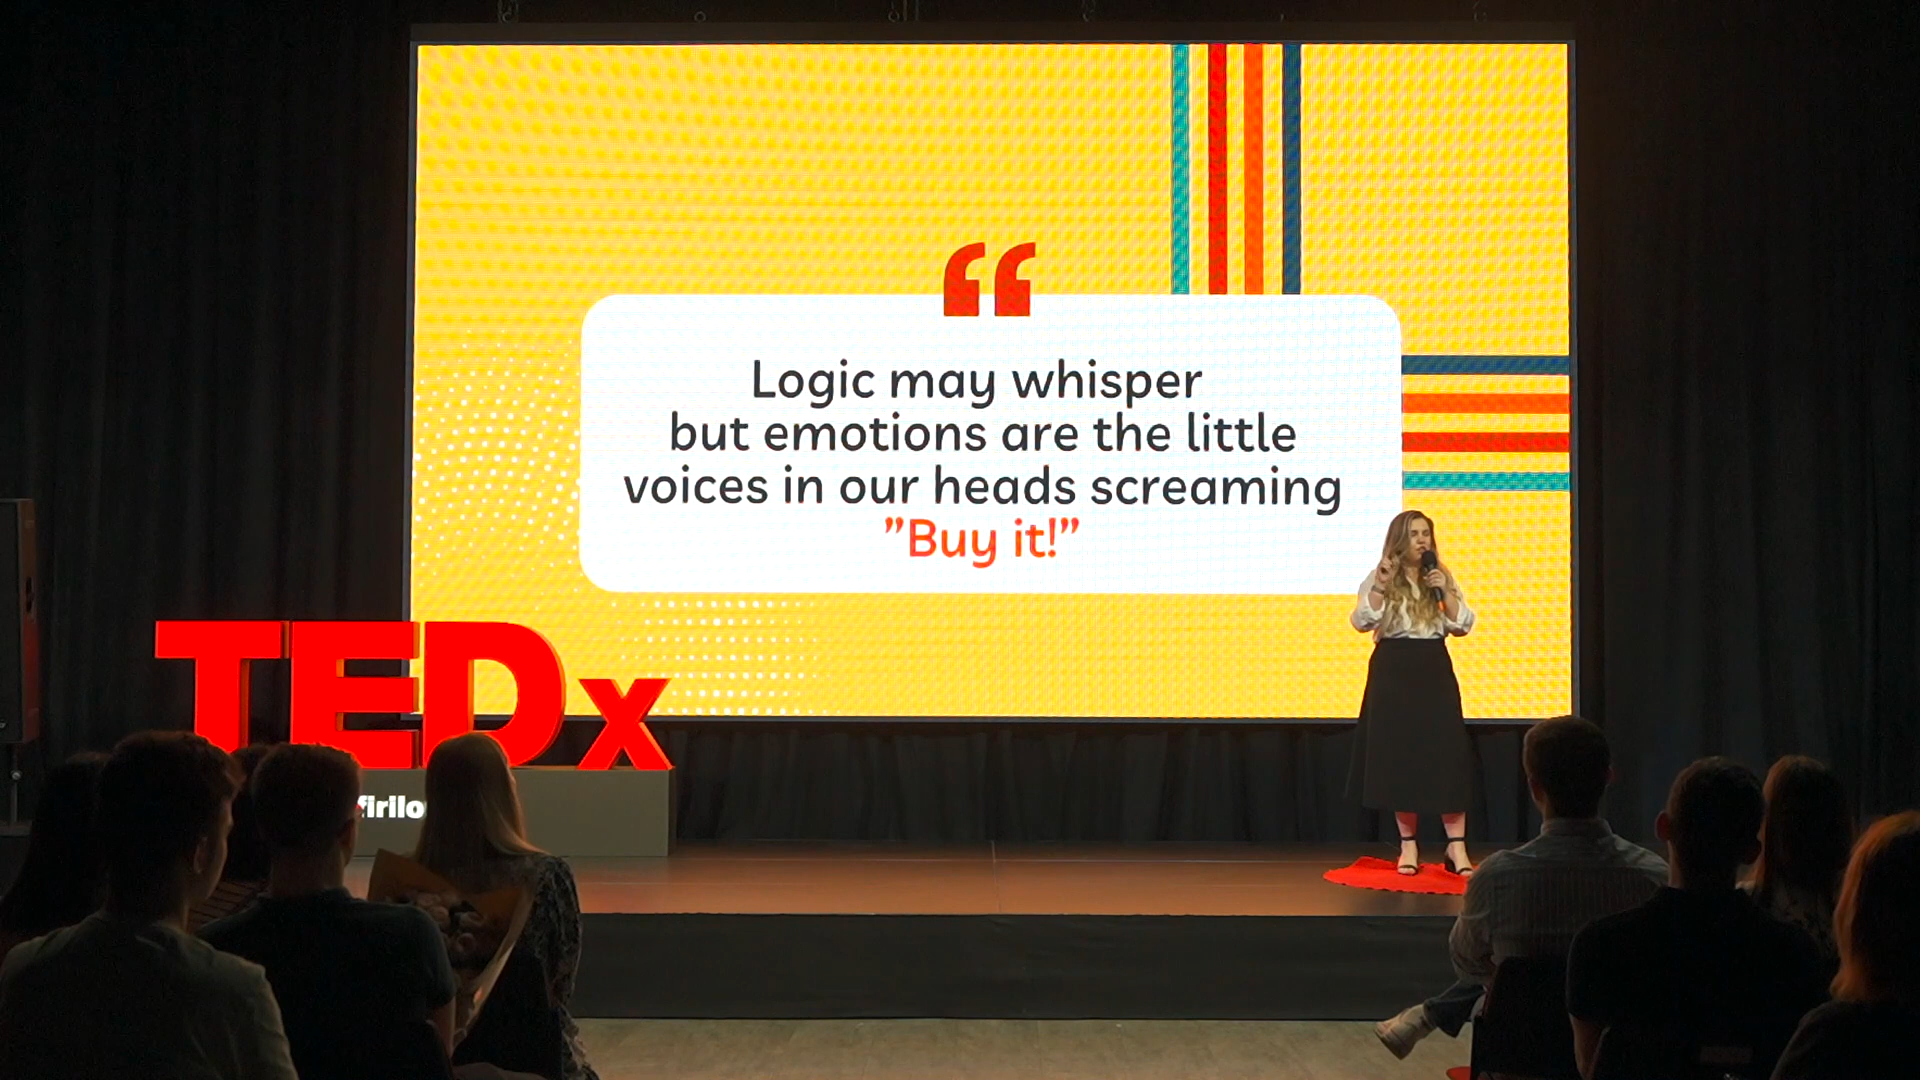 “
Logic may whisper
but emotions are the little
voices in our heads screaming
”Buy it!”
TEDx